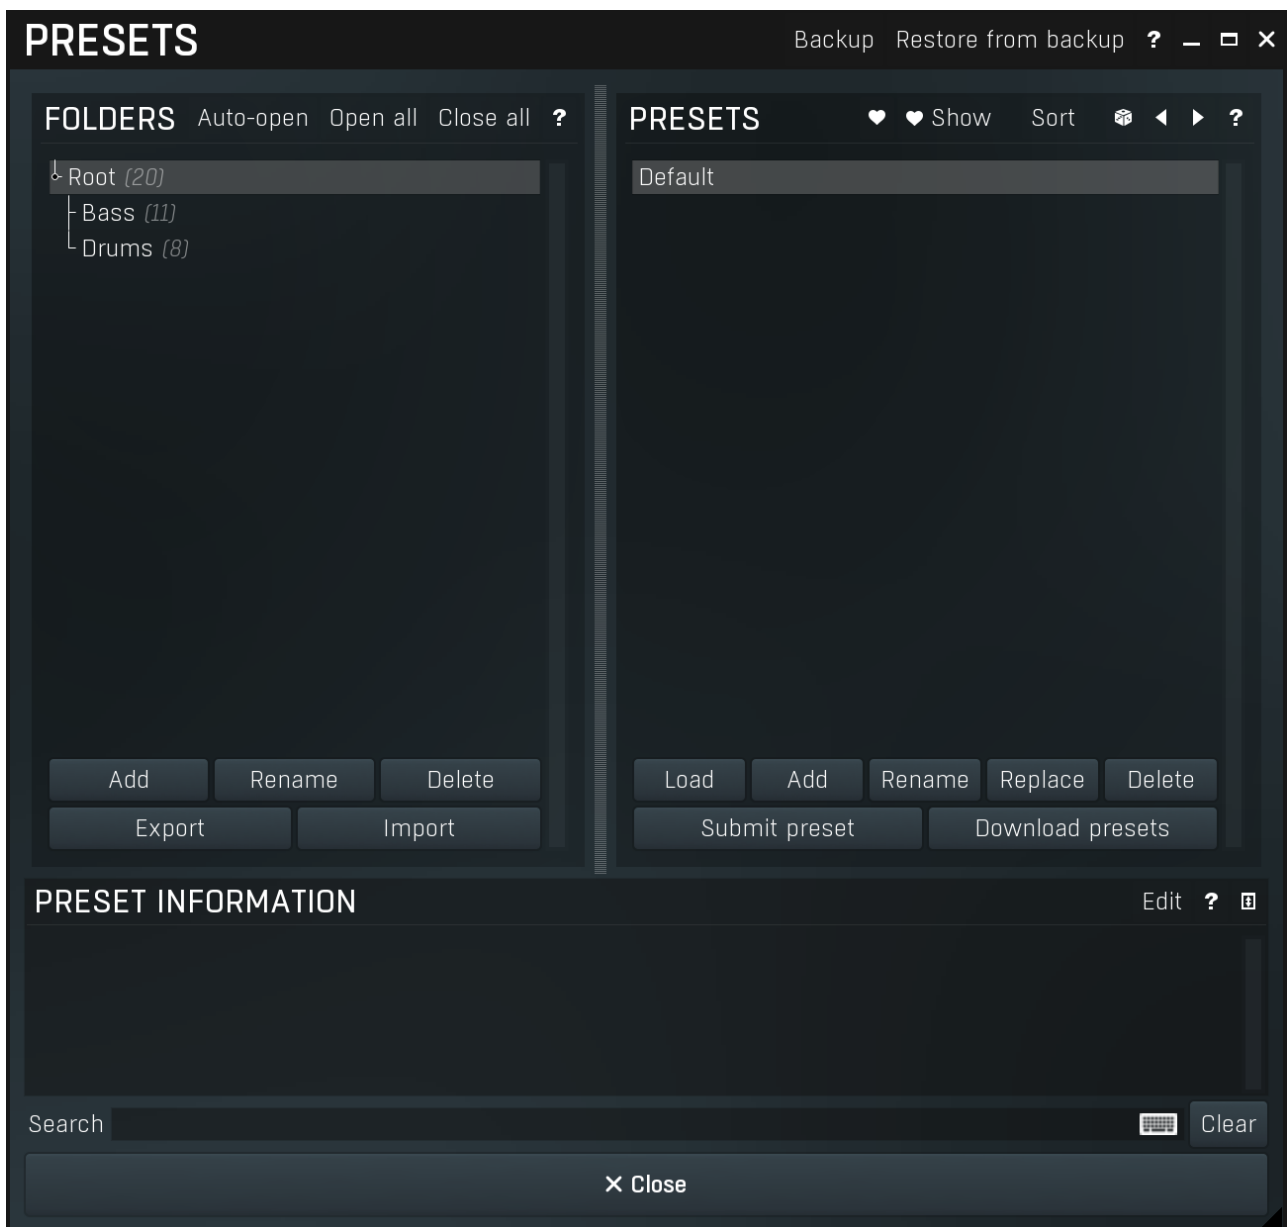 PRESETS Backup Restore from backup ?
FOLDERS Auto-open Open all Close all ?
Root (20)
Bass (11)
Drums (8)
Add Rename Delete
Export Import
PRESETS Show Sort ?
Default
Load Add Rename Replace Delete
Submit preset Download presets
PRESET INFORMATION Edit ?
Search Clear
Close